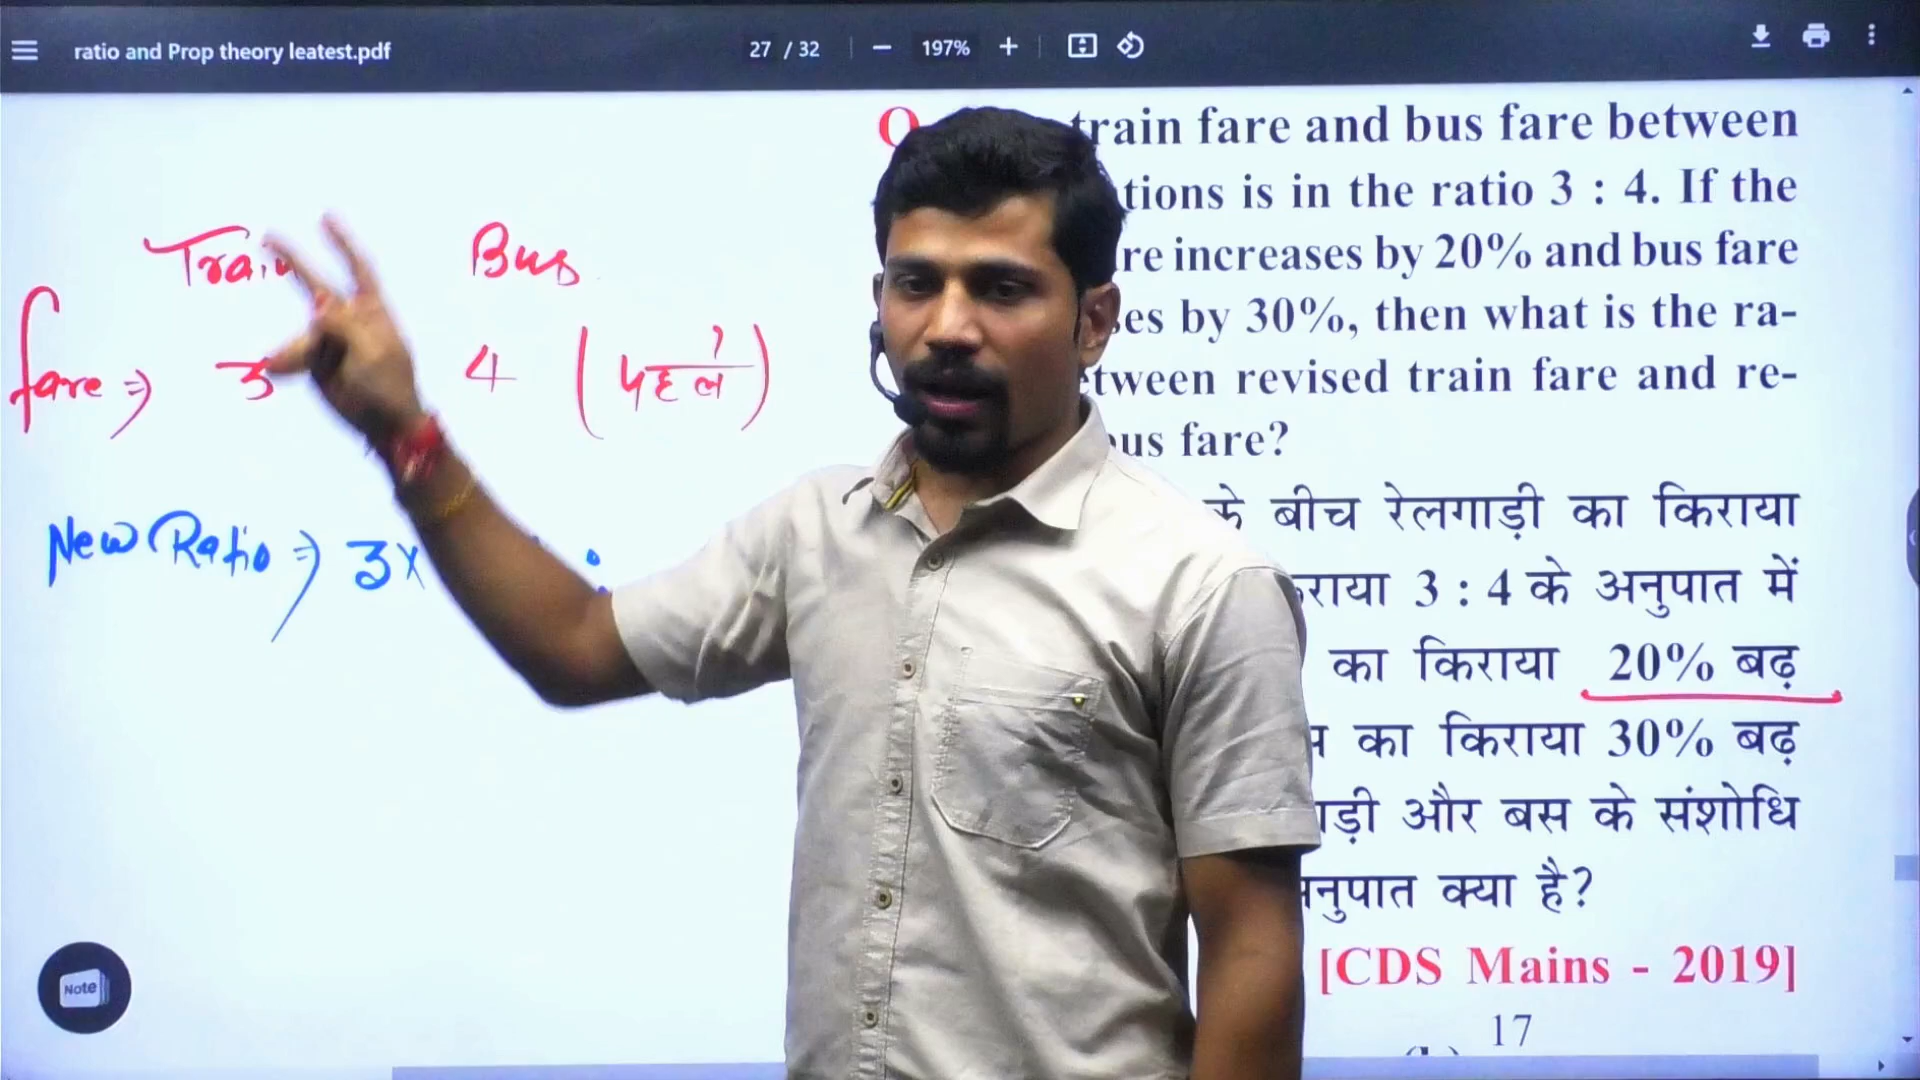 ratio and Prop theory leatest.pdf
27 / 32
197%
Train Bus
fare ⇒ 3 4 (पहले)
New Ratio ⇒ 3x :
Q
train fare and bus fare between
tions is in the ratio 3 : 4. If the
re increases by 20% and bus fare
es by 30%, then what is the ra-
tween revised train fare and re-
us fare?
के बीच रेलगाड़ी का किराया
राया 3 : 4 के अनुपात में
का किराया 20% बढ़
का किराया 30% बढ़
ाड़ी और बस के संशोधि
नुपात क्या है?
[CDS Mains - 2019]
17
Note